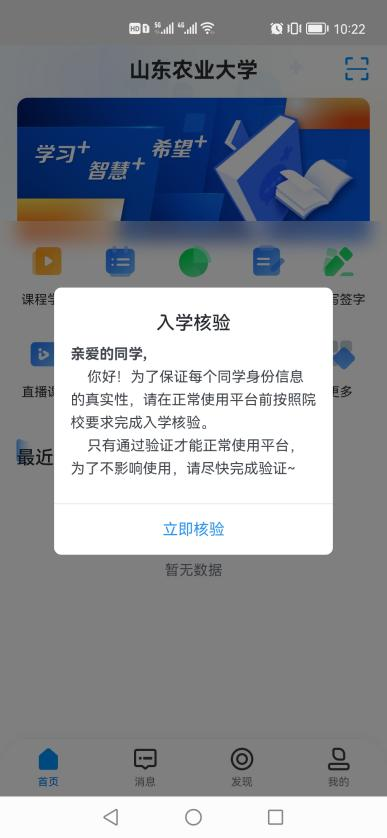 HD 1 5G 4G 10:22
山东农业大学
学习+
智慧+
希望+
课程学
写签字
入学核验
亲爱的同学,
你好！为了保证每个同学身份信息
的真实性，请在正常使用平台前按照院
校要求完成入学核验。
只有通过验证才能正常使用平台，
为了不影响使用，请尽快完成验证~
直播课
更多
最近
立即核验
暂无数据
首页 消息 发现 我的